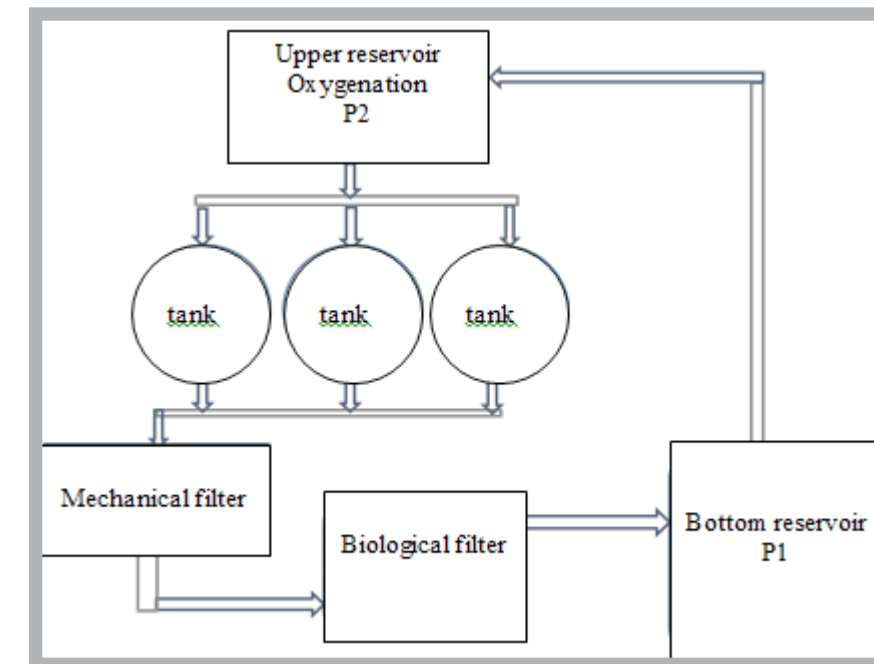 Upper reservoir
Oxygenation
P2
tank
tank
tank
Mechanical filter
Biological filter
Bottom reservoir
P1